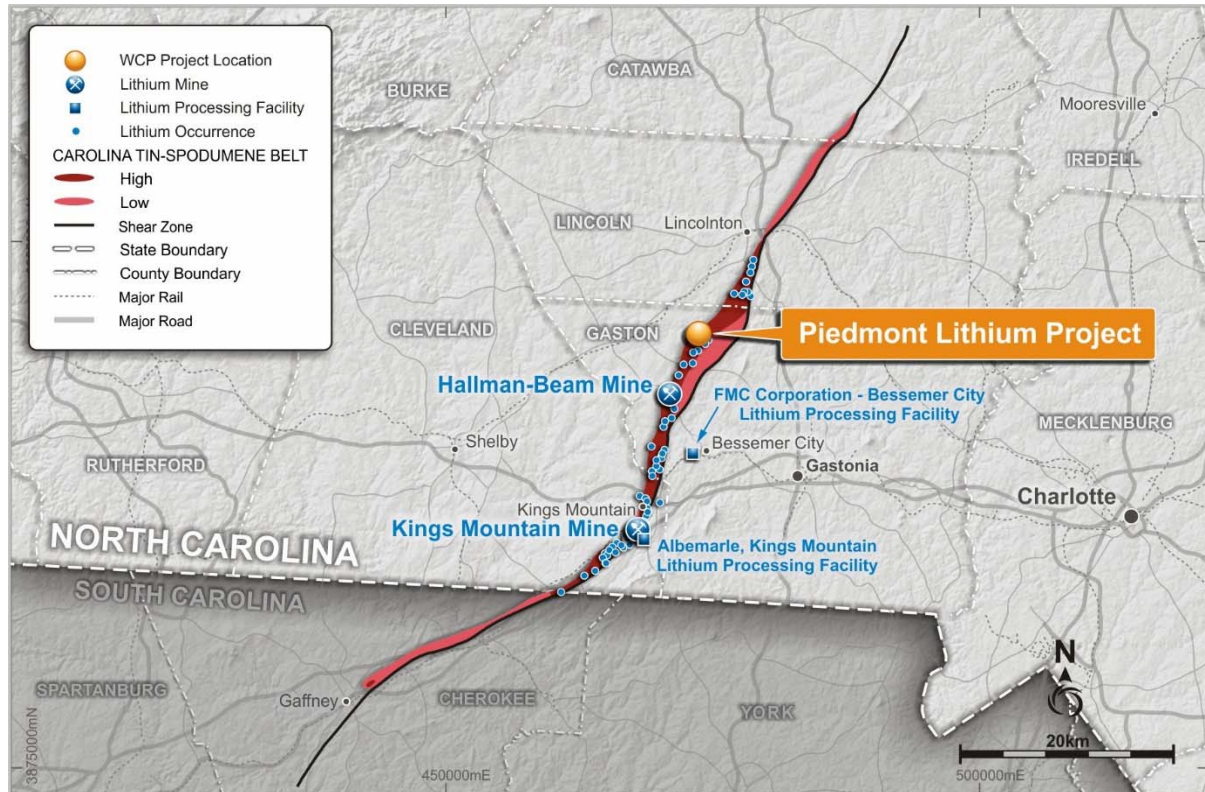 WCP Project Location
Lithium Mine
Lithium Processing Facility
Lithium Occurrence
CAROLINA TIN-SPODUMENE BELT
High
Low
Shear Zone
State Boundary
County Boundary
Major Rail
Major Road
BURKE
CATAWBA
Mooresville
IREDELL
LINCOLN
Lincolnton
CLEVELAND
GASTON
Piedmont Lithium Project
Hallman-Beam Mine
FMC Corporation - Bessemer City
Lithium Processing Facility
MECKLENBURG
Shelby
Bessemer City
Gastonia
RUTHERFORD
Charlotte
Kings Mountain
Kings Mountain Mine
Albemarle, Kings Mountain
Lithium Processing Facility
NORTH CAROLINA
SOUTH CAROLINA
SPARTANBURG
Gaffney
CHEROKEE
YORK
N
20km
3875000mN
450000mE
500000mE